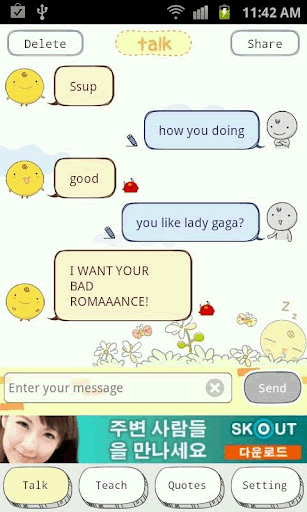 11:42 AM
Delete
talk
Share
Ssup
how you doing
good
you like lady gaga?
I WANT YOUR
BAD
ROMAAANCE!
z z
Enter your message
Send
주변 사람들
을 만나세요
SKOUT
다운로드
Talk
Teach
Quotes
Setting